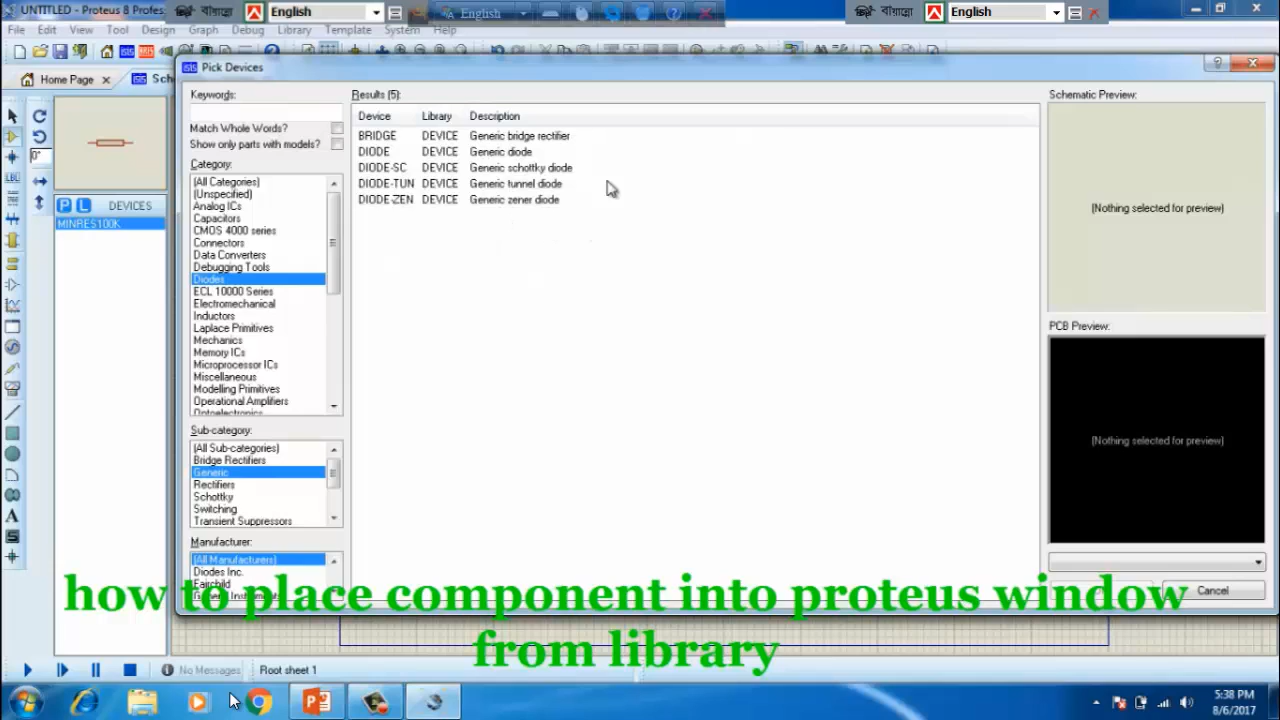 UNTITLED - Proteus 8 Profes
English
English
English
File Edit View Tool Design Graph Debug Library Template System Help
Home Page
Pick Devices
Keywords:
Match Whole Words?
Show only parts with models?
Category:
(All Categories)
(Unspecified)
Analog ICs
Capacitors
CMOS 4000 series
Connectors
Data Converters
Debugging Tools
Diodes
ECL 10000 Series
Electromechanical
Inductors
Laplace Primitives
Mechanics
Memory ICs
Microprocessor ICs
Miscellaneous
Modelling Primitives
Operational Amplifiers
Optoelectronics
Sub-category:
(All Sub-categories)
Bridge Rectifiers
Generic
Rectifiers
Schottky
Switching
Transient Suppressors
Manufacturer:
(All Manufacturers)
Diodes Inc.
Fairchild
Results (5):
Device Library Description
BRIDGE DEVICE Generic bridge rectifier
DIODE DEVICE Generic diode
DIODE-SC DEVICE Generic schottky diode
DIODE-TUN DEVICE Generic tunnel diode
DIODE-ZEN DEVICE Generic zener diode
Schematic Preview:
(Nothing selected for preview)
PCB Preview:
(Nothing selected for preview)
Cancel
0°
LBL
P L DEVICES
MINRES100K
how to place component into proteus window
from library
No Messages
Root sheet 1
5:38 PM
8/6/2017